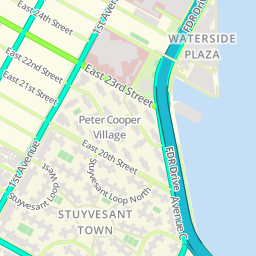 East 24th Street
1st Avenue
FDR Drive
WATERSIDE
PLAZA
East 22nd Street
East 23rd Street
East 21st Street
Peter Cooper
Village
1st Avenue
East 20th Street
FDR Drive
Avenue C
Stuyvesant Loop North
Stuyvesant Loop West
STUYVESANT
TOWN